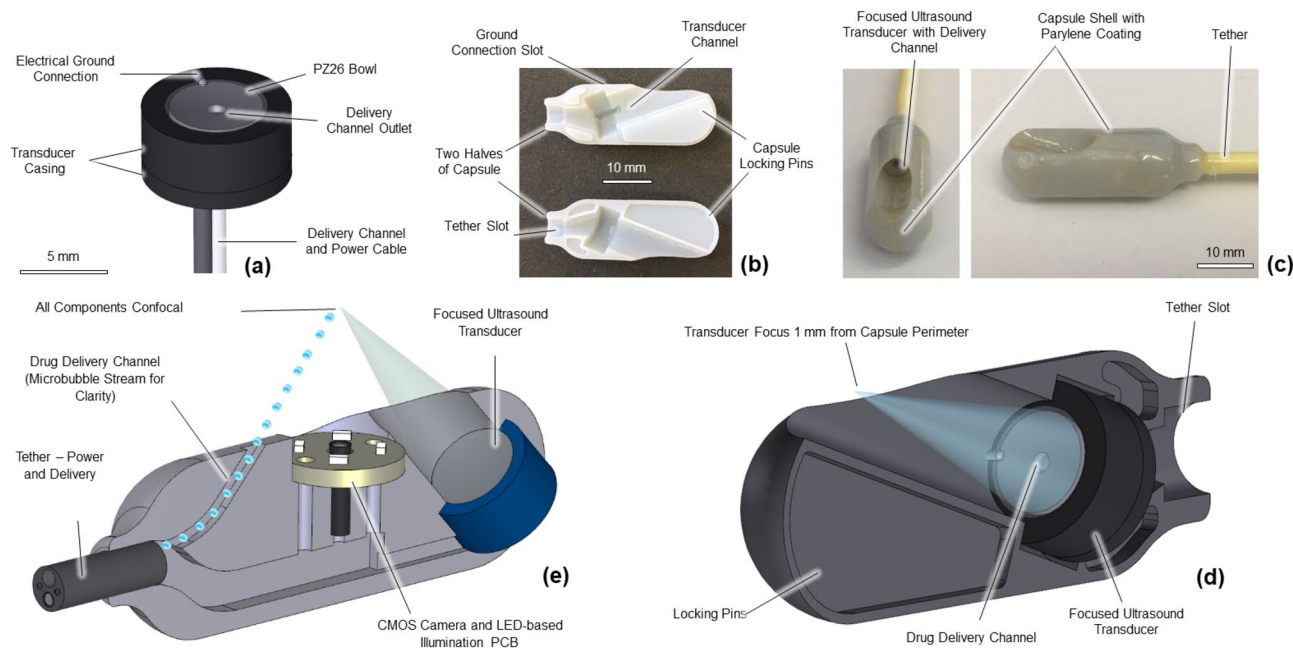 Electrical Ground
Connection
PZ26 Bowl
Delivery
Channel Outlet
Transducer
Casing
Delivery Channel
and Power Cable
5 mm
(a)
Ground
Connection Slot
Transducer
Channel
Two Halves
of Capsule
10 mm
Capsule
Locking Pins
Tether Slot
(b)
Focused Ultrasound
Transducer with Delivery
Channel
Capsule Shell with
Parylene Coating
Tether
10 mm
(c)
All Components Confocal
Focused Ultrasound
Transducer
Drug Delivery Channel
(Microbubble Stream for
Clarity)
Tether – Power
and Delivery
(e)
CMOS Camera and LED-based
Illumination PCB
Tether Slot
Transducer Focus 1 mm from Capsule Perimeter
(d)
Locking Pins
Drug Delivery Channel
Focused Ultrasound
Transducer